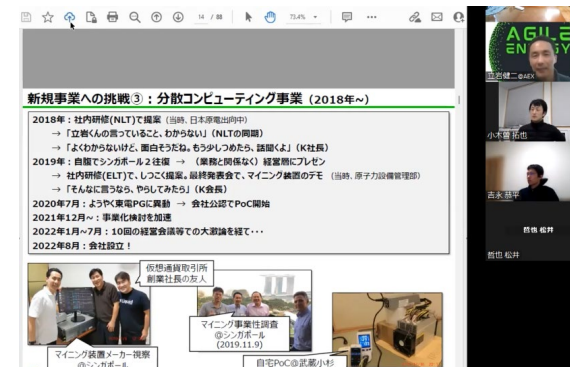 14 / 88
73.4%
新規事業への挑戦③：分散コンピューティング事業（2018年～）
2018年：社内研修(NLT)で提案（当時、日本原電出向中）
→ 「立岩くんの言っていること、わからない」（NLTの同期）
→ 「よくわからないけど、面白そうだね。もう少しつめたら、話聞くよ」（K社長）
2019年：自腹でシンガポール２往復 → （業務と関係なく）経営層にプレゼン
→ 社内研修(ELT)で、しつこく提案。最終発表会で、マイニング装置のデモ（当時、原子力設備管理部）
→ 「そんなに言うなら、やらしてみたら」（K会長）
2020年7月：ようやく東電PGに異動 → 会社公認でPoC開始
2021年12月～：事業化検討を加速
2022年1月～7月：10回の経営会議等での大激論を経て・・・
2022年8月：会社設立！
仮想通貨取引所
創業社長の友人
マイニング装置メーカー視察
@シンガポール
マイニング事業性調査
@シンガポール
(2019.11.9)
自宅PoC@武蔵小杉
AGILE
ENERGY
立岩健二@AEX
小木曽 拓也
吉永 恭平
哲也 松井
哲也 松井